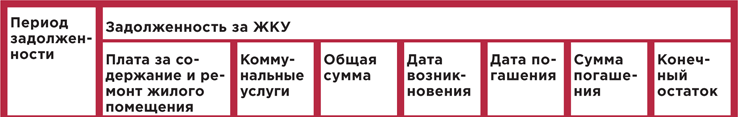 Период
задолжен-
ности
Задолженность за ЖКУ
Плата за со-
держание и ре-
монт жилого
помещения
Комму-
нальные
услуги
Общая
сумма
Дата
возник-
новения
Дата по-
гашения
Сумма
погаше-
ния
Конеч-
ный
остаток